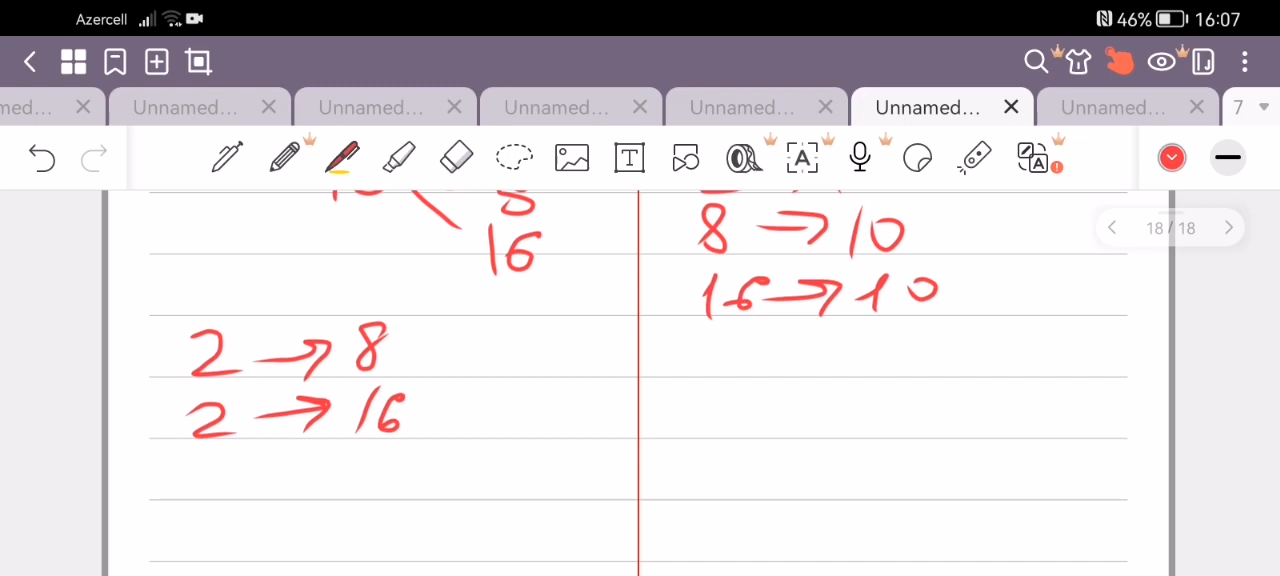 Azercell 46% 16:07
med... Unnamed... Unnamed... Unnamed... Unnamed... Unnamed... Unnamed... 7
18 / 18
8 → 10
16
16 → 10
2 → 8
2 → 16